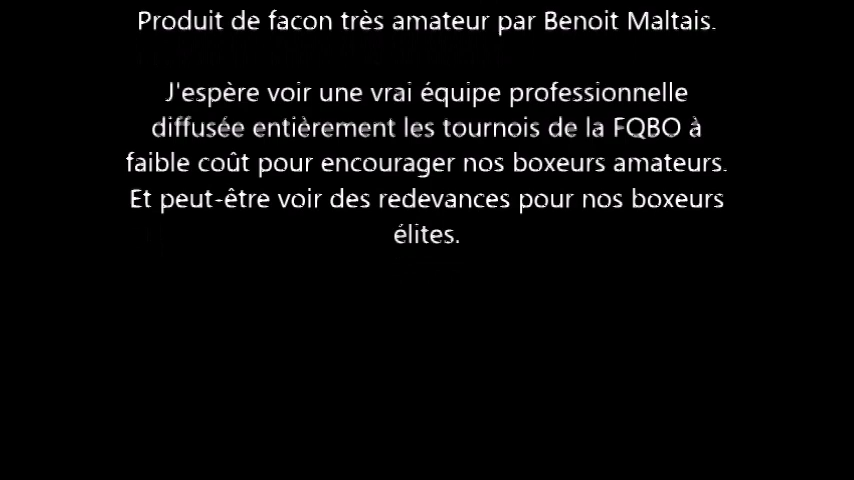 Produit de facon très amateur par Benoit Maltais.
J'espère voir une vrai équipe professionnelle
diffusée entièrement les tournois de la FQBO à
faible coût pour encourager nos boxeurs amateurs.
Et peut-être voir des redevances pour nos boxeurs
élites.